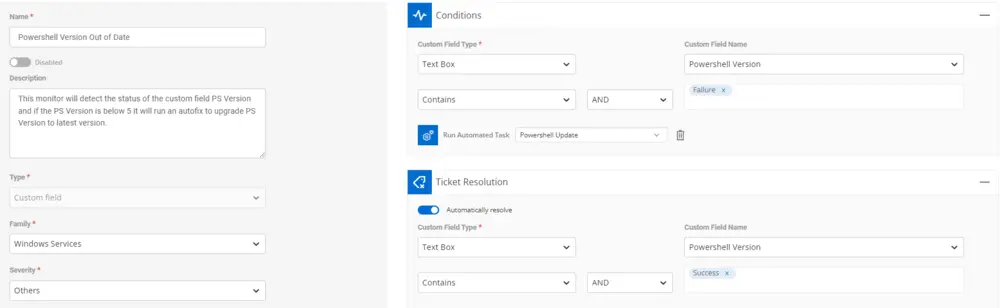 Name *
Powershell Version Out of Date
Disabled
Description
This monitor will detect the status of the custom field PS Version
and if the PS Version is below 5 it will run an autofix to upgrade PS
Version to latest version.
Type *
Custom field
Family *
Windows Services
Severity *
Others
Conditions
Custom Field Type *
Custom Field Name
Text Box
Powershell Version
Contains
AND
Failure x
Run Automated Task
Powershell Update
Ticket Resolution
Automatically resolve
Custom Field Type *
Custom Field Name
Text Box
Powershell Version
Contains
AND
Success x